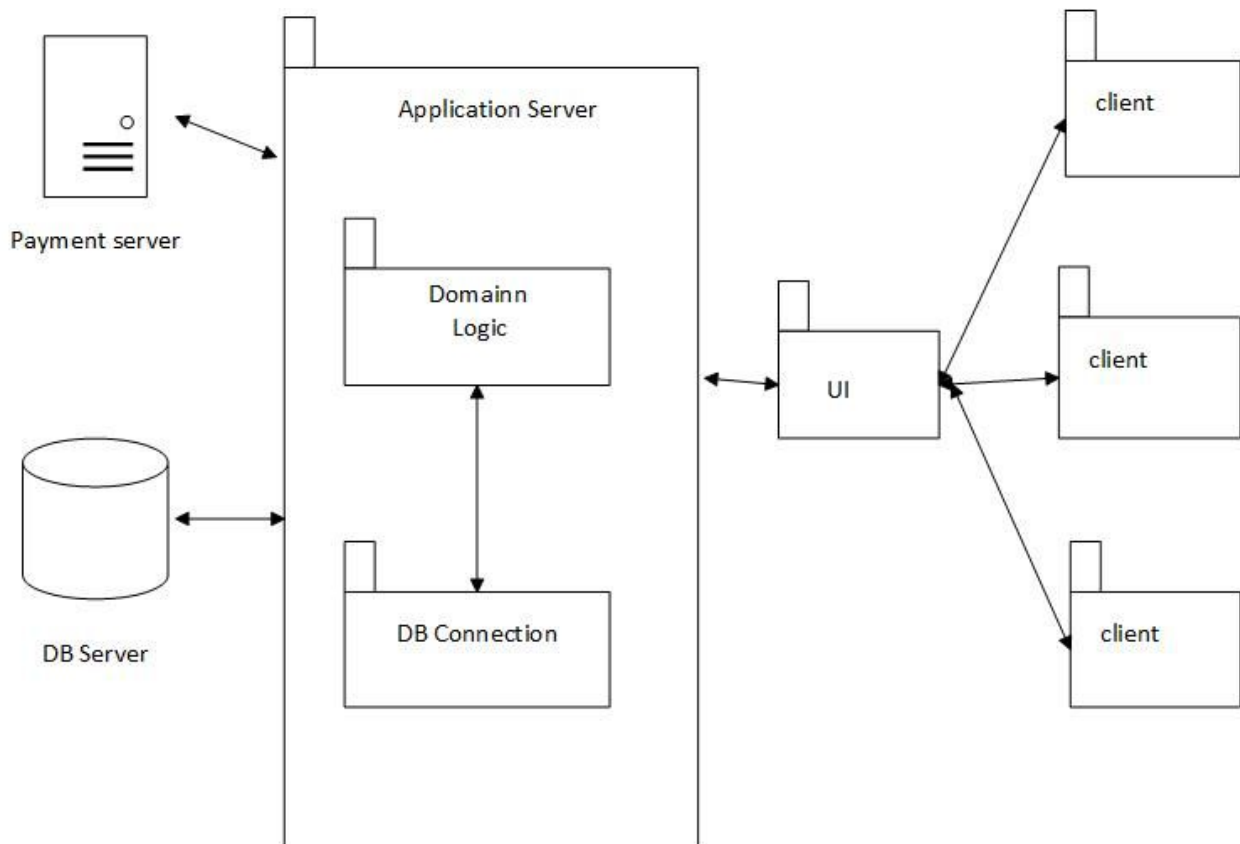 Payment server
DB Server
Application Server
Domainn
Logic
DB Connection
UI
client
client
client